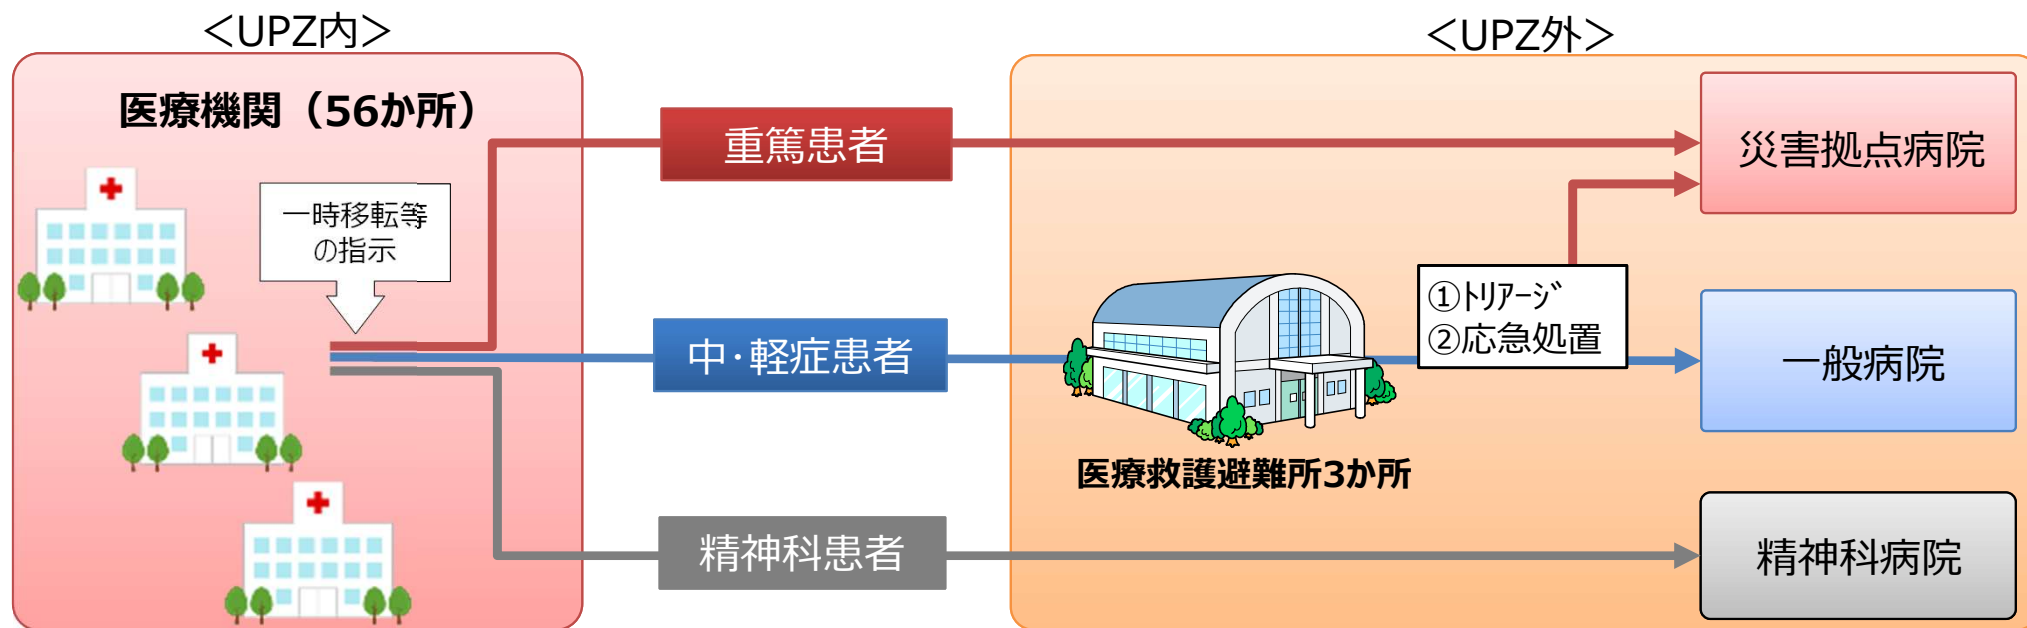 ＜UPZ内＞
＜UPZ外＞
医療機関（56か所）
一時移転等
の指示
重篤患者
災害拠点病院
①ﾄﾘｱｰｼﾞ
②応急処置
中・軽症患者
一般病院
医療救護避難所3か所
精神科患者
精神科病院